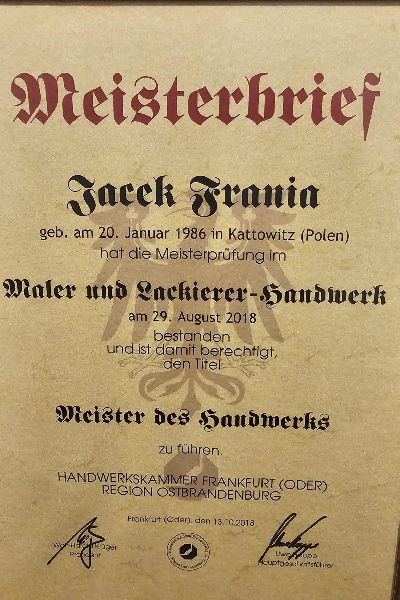 Meisterbrief
Jacek Frania
geb. am 20. Januar 1986 in Kattowitz (Polen)
hat die Meisterprüfung im
Maler und Lackierer-Handwerk
am 29. August 2018
bestanden
und ist damit berechtigt,
den Titel
Meister des Handwerks
zu führen.
HANDWERKSKAMMER FRANKFURT (ODER)
REGION OSTBRANDENBURG
Frankfurt (Oder), den 13.10.2018
Präsident
Hauptgeschäftsführer